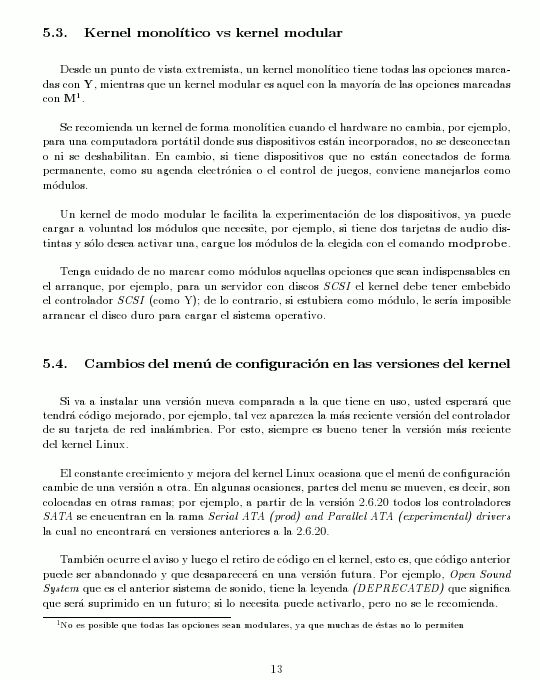 5.3. Kernel monolítico vs kernel modular
Desde un punto de vista extremista, un kernel monolítico tiene todas las opciones marca-
das con Y, mientras que un kernel modular es aquel con la mayoría de las opciones marcadas
con M¹.
Se recomienda un kernel de forma monolítica cuando el hardware no cambia, por ejemplo,
para una computadora portátil donde sus dispositivos están incorporados, no se desconectan
o ni se deshabilitan. En cambio, si tiene dispositivos que no están conectados de forma
permanente, como su agenda electrónica o el control de juegos, conviene manejarlos como
módulos.
Un kernel de modo modular le facilita la experimentación de los dispositivos, ya puede
cargar a voluntad los módulos que necesite, por ejemplo, si tiene dos tarjetas de audio dis-
tintas y sólo desea activar una, cargue los módulos de la elegida con el comando modprobe.
Tenga cuidado de no marcar como módulos aquellas opciones que sean indispensables en
el arranque, por ejemplo, para un servidor con discos SCSI el kernel debe tener embebido
el controlador SCSI (como Y); de lo contrario, si estubiera como módulo, le sería imposible
arrancar el disco duro para cargar el sistema operativo.
5.4. Cambios del menú de configuración en las versiones del kernel
Si va a instalar una versión nueva comparada a la que tiene en uso, usted esperará que
tendrá código mejorado, por ejemplo, tal vez aparezca la más reciente versión del controlador
de su tarjeta de red inalámbrica. Por esto, siempre es bueno tener la versión más reciente
del kernel Linux.
El constante crecimiento y mejora del kernel Linux ocasiona que el menú de configuración
cambie de una versión a otra. En algunas ocasiones, partes del menu se mueven, es decir, son
colocadas en otras ramas; por ejemplo, a partir de la versión 2.6.20 todos los controladores
SATA se encuentran en la rama Serial ATA (prod) and Parallel ATA (experimental) drivers
la cual no encontrará en versiones anteriores a la 2.6.20.
También ocurre el aviso y luego el retiro de código en el kernel, esto es, que código anterior
puede ser abandonado y que desaparecerá en una versión futura. Por ejemplo, Open Sound
System que es el anterior sistema de sonido, tiene la leyenda (DEPRECATED) que significa
que será suprimido en un futuro; si lo necesita puede activarlo, pero no se le recomienda.
¹No es posible que todas las opciones sean modulares, ya que muchas de éstas no lo permiten
13